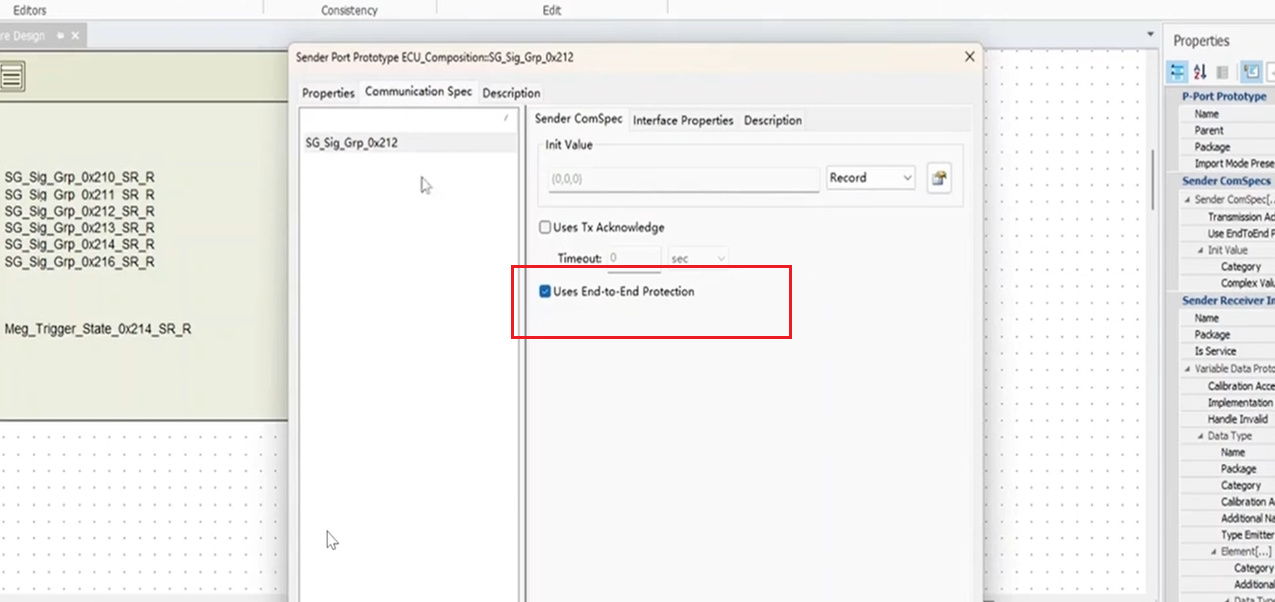 Editors
Consistency
Edit
re Design
SG_Sig_Grp_0x210_SR_R
SG_Sig_Grp_0x211_SR_R
SG_Sig_Grp_0x212_SR_R
SG_Sig_Grp_0x213_SR_R
SG_Sig_Grp_0x214_SR_R
SG_Sig_Grp_0x216_SR_R
Meg_Trigger_State_0x214_SR_R
Sender Port Prototype ECU_Composition::SG_Sig_Grp_0x212
Properties Communication Spec Description
SG_Sig_Grp_0x212
Sender ComSpec Interface Properties Description
Init Value
{0,0,0}
Record
Uses Tx Acknowledge
Timeout: 0 sec
Uses End-to-End Protection
Properties
P-Port Prototype
Name
Parent
Package
Import Mode Prese
Sender ComSpecs
Sender ComSpec[...
Transmission Ac
Use EndToEnd P
Init Value
Category
Complex Valu
Sender Receiver In
Name
Package
Is Service
Variable Data Proto
Calibration Acce
Implementation
Handle Invalid
Data Type
Name
Package
Category
Calibration A
Additional Na
Type Emitter
Element[...]
Category
Additional
Data Type